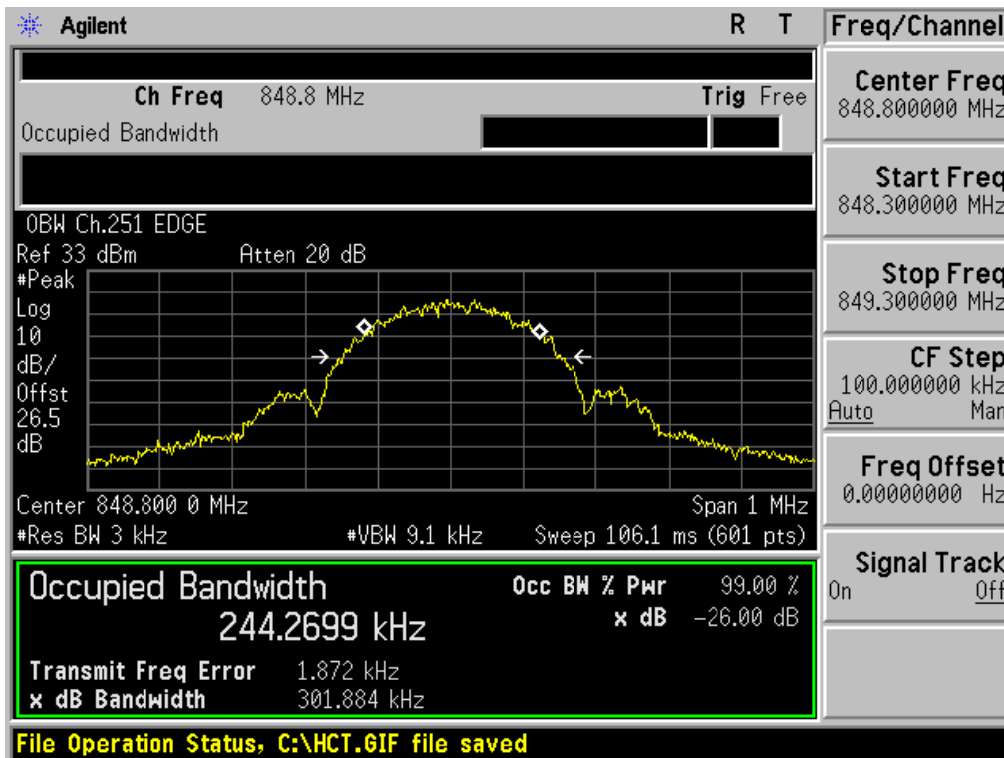 Agilent R T Freq/Channel
Ch Freq 848.8 MHz Trig Free
Occupied Bandwidth
OBW Ch.251 EDGE
Ref 33 dBm Atten 20 dB
#Peak
Log
10
dB/
Offst
26.5
dB
Center 848.800 0 MHz Span 1 MHz
#Res BW 3 kHz #VBW 9.1 kHz Sweep 106.1 ms (601 pts)
Occupied Bandwidth
244.2699 kHz
Occ BW % Pwr 99.00 %
x dB -26.00 dB
Transmit Freq Error 1.872 kHz
x dB Bandwidth 301.884 kHz
File Operation Status, C:\HCT.GIF file saved
Center Freq
848.800000 MHz
Start Freq
848.300000 MHz
Stop Freq
849.300000 MHz
CF Step
100.000000 kHz
Auto Man
Freq Offset
0.00000000 Hz
Signal Track
On Off